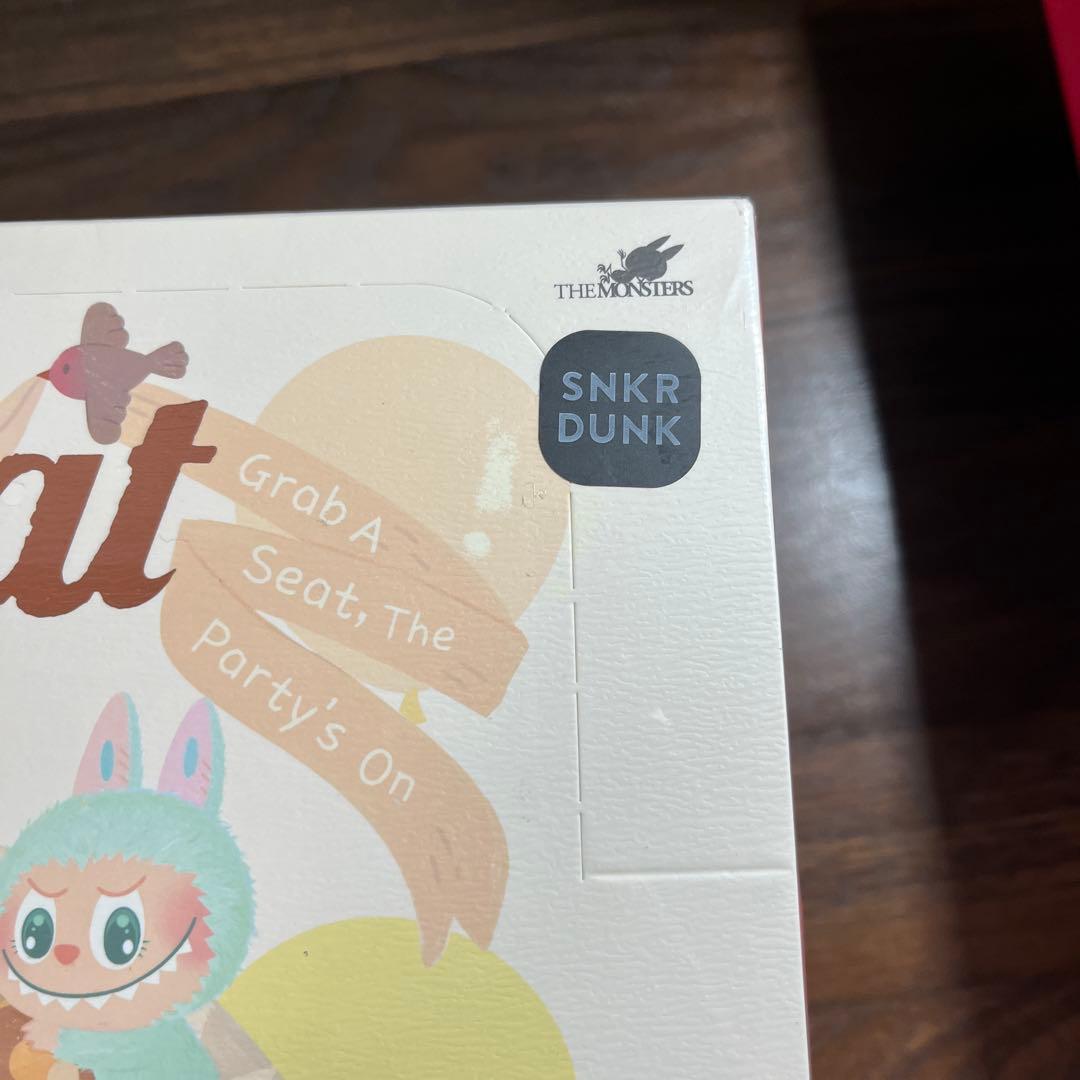 THE MONSTERS
SNKR
DUNK
at
Grab A
Seat, The
Party's On